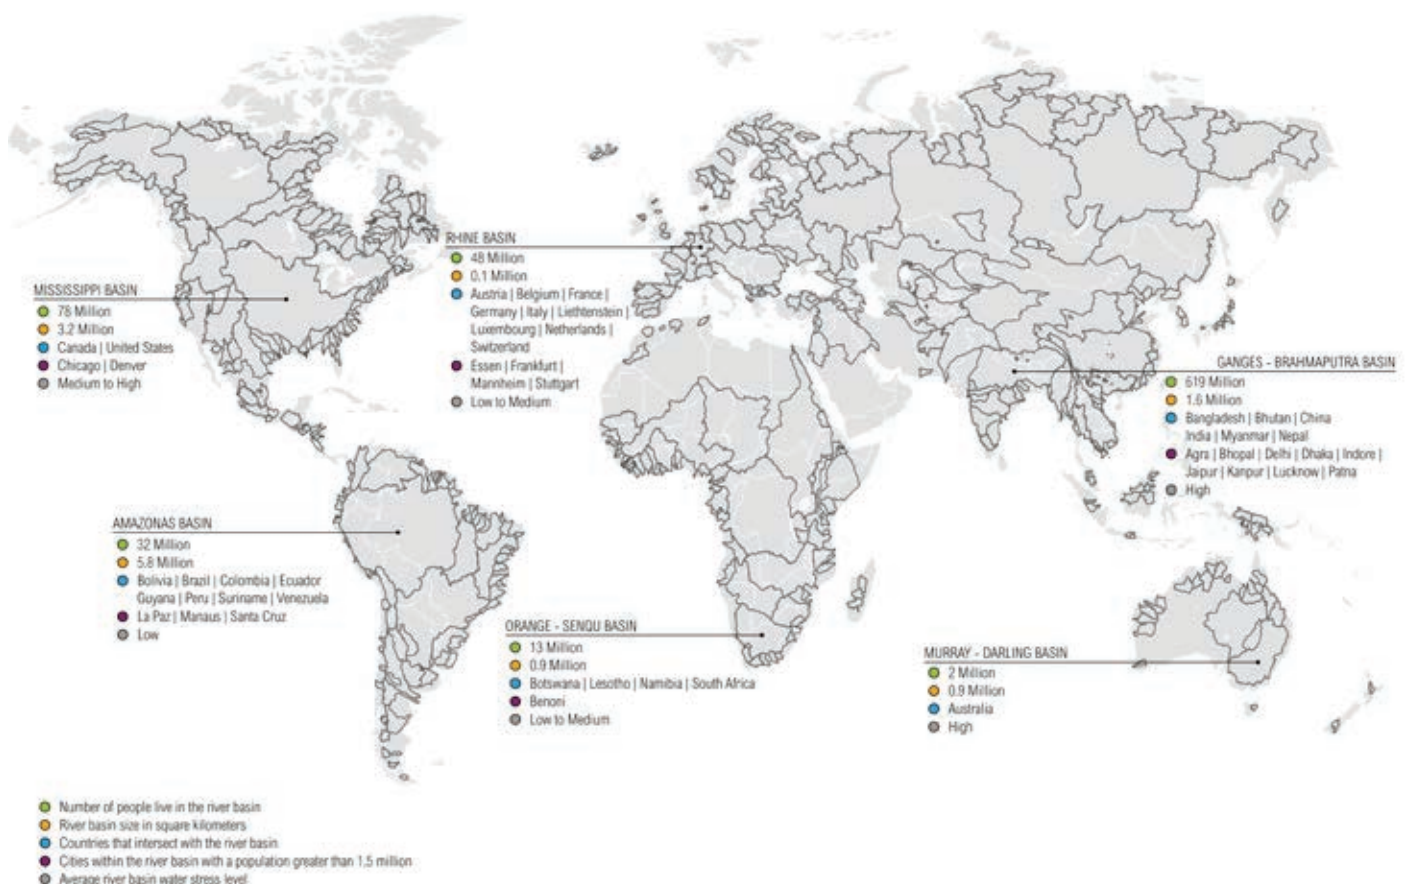 RHINE BASIN
48 Million
0.1 Million
Austria | Belgium | France |
Germany | Italy | Liethtenstein |
Luxembourg | Netherlands |
Switzerland
Essen | Frankfurt |
Mannheim | Stuttgart
Low to Medium
MISSISSIPPI BASIN
78 Million
3.2 Million
Canada | United States
Chicago | Denver
Medium to High
GANGES - BRAHMAPUTRA BASIN
619 Million
1.6 Million
Bangladesh | Bhutan | China
India | Myanmar | Nepal
Agra | Bhopal | Delhi | Dhaka | Indore |
Jaipur | Kanpur | Lucknow | Patna
High
AMAZONAS BASIN
32 Million
5.8 Million
Bolivia | Brazil | Colombia | Ecuador
Guyana | Peru | Suriname | Venezuela
La Paz | Manaus | Santa Cruz
Low
ORANGE - SENQU BASIN
13 Million
0.9 Million
Botswana | Lesotho | Namibia | South Africa
Benoni
Low to Medium
MURRAY - DARLING BASIN
2 Million
0.9 Million
Australia
High
Number of people live in the river basin
River basin size in square kilometers
Countries that intersect with the river basin
Cities within the river basin with a population greater than 1.5 million
Average river basin water stress level